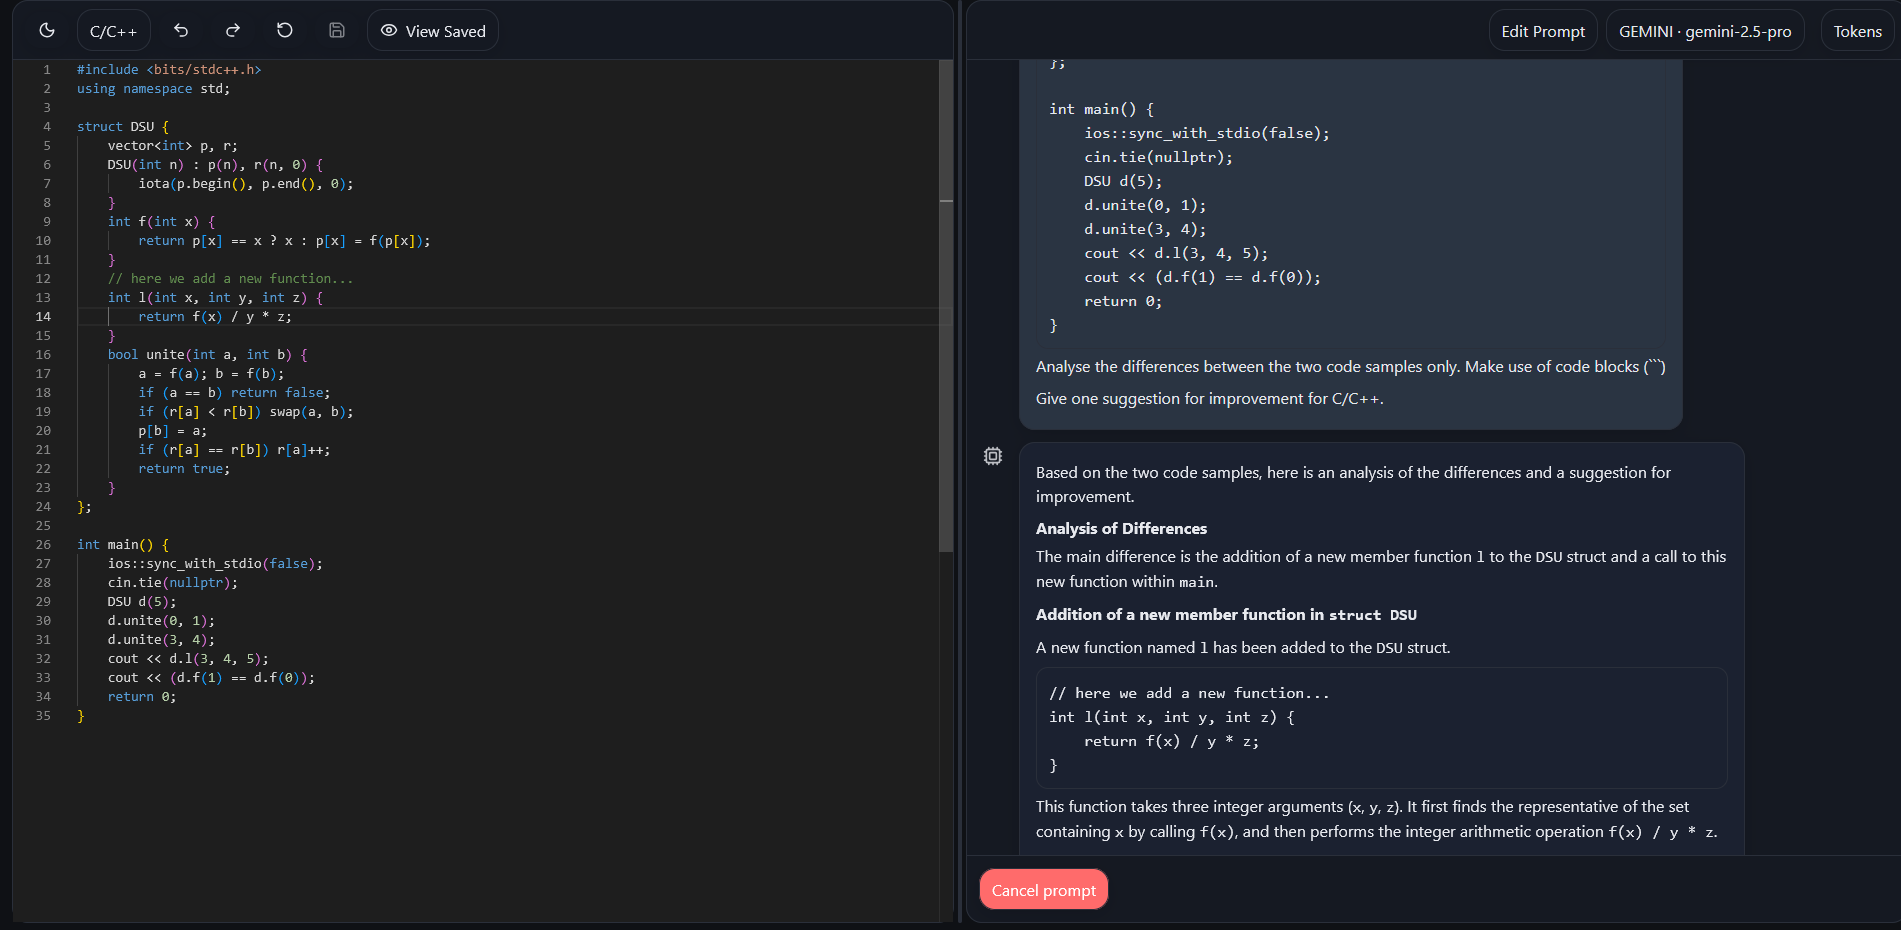 C/C++
View Saved
1 #include <bits/stdc++.h>
2 using namespace std;
3
4 struct DSU {
5     vector<int> p, r;
6     DSU(int n) : p(n), r(n, 0) {
7         iota(p.begin(), p.end(), 0);
8     }
9     int f(int x) {
10         return p[x] == x ? x : p[x] = f(p[x]);
11     }
12     // here we add a new function...
13     int l(int x, int y, int z) {
14         return f(x) / y * z;
15     }
16     bool unite(int a, int b) {
17         a = f(a); b = f(b);
18         if (a == b) return false;
19         if (r[a] < r[b]) swap(a, b);
20         p[b] = a;
21         if (r[a] == r[b]) r[a]++;
22         return true;
23     }
24 };
25
26 int main() {
27     ios::sync_with_stdio(false);
28     cin.tie(nullptr);
29     DSU d(5);
30     d.unite(0, 1);
31     d.unite(3, 4);
32     cout << d.l(3, 4, 5);
33     cout << (d.f(1) == d.f(0));
34     return 0;
35 }
Edit Prompt
GEMINI · gemini-2.5-pro
Tokens
};
int main() {
    ios::sync_with_stdio(false);
    cin.tie(nullptr);
    DSU d(5);
    d.unite(0, 1);
    d.unite(3, 4);
    cout << d.l(3, 4, 5);
    cout << (d.f(1) == d.f(0));
    return 0;
}
Analyse the differences between the two code samples only. Make use of code blocks (```)
Give one suggestion for improvement for C/C++.
Based on the two code samples, here is an analysis of the differences and a suggestion for
improvement.
Analysis of Differences
The main difference is the addition of a new member function l to the DSU struct and a call to this
new function within main.
Addition of a new member function in struct DSU
A new function named l has been added to the DSU struct.
// here we add a new function...
int l(int x, int y, int z) {
    return f(x) / y * z;
}
This function takes three integer arguments (x, y, z). It first finds the representative of the set
containing x by calling f(x), and then performs the integer arithmetic operation f(x) / y * z.
Cancel prompt